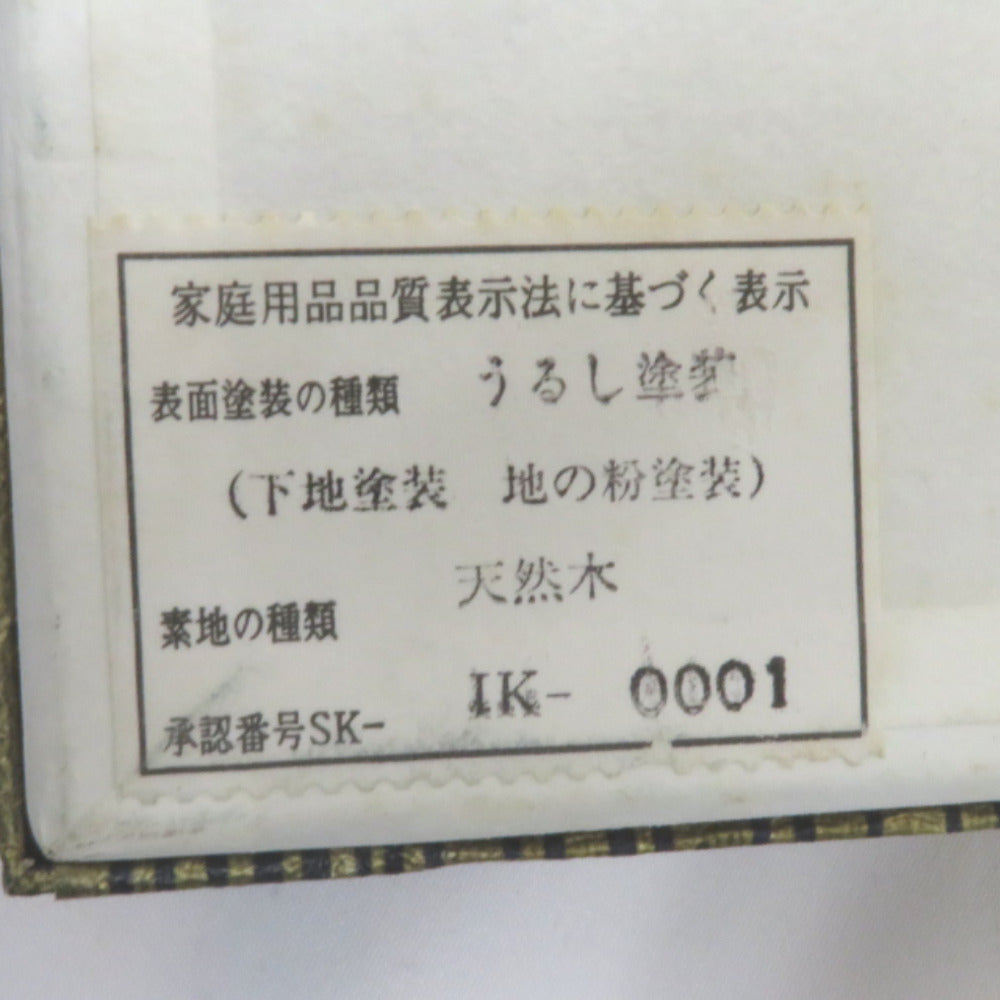 家庭用品品質表示法に基づく表示
表面塗装の種類 うるし塗装
(下地塗装 地の粉塗装)
素地の種類 天然木
承認番号SK- IK- 0001